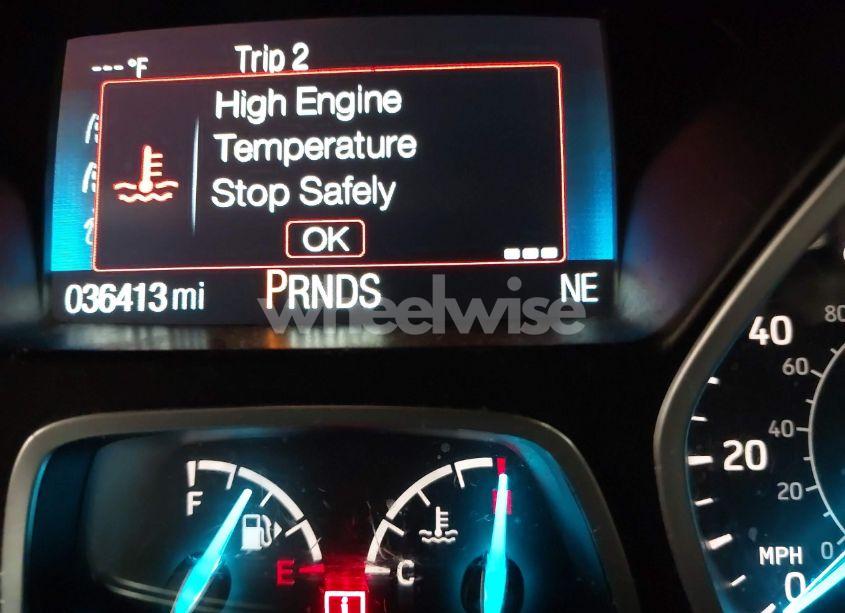 --- °F Trip 2
High Engine
Temperature
Stop Safely
OK
036413 mi PRNDS NE
wheelwise
F
E
C
40
20
0
MPH
80
60
40
20
0